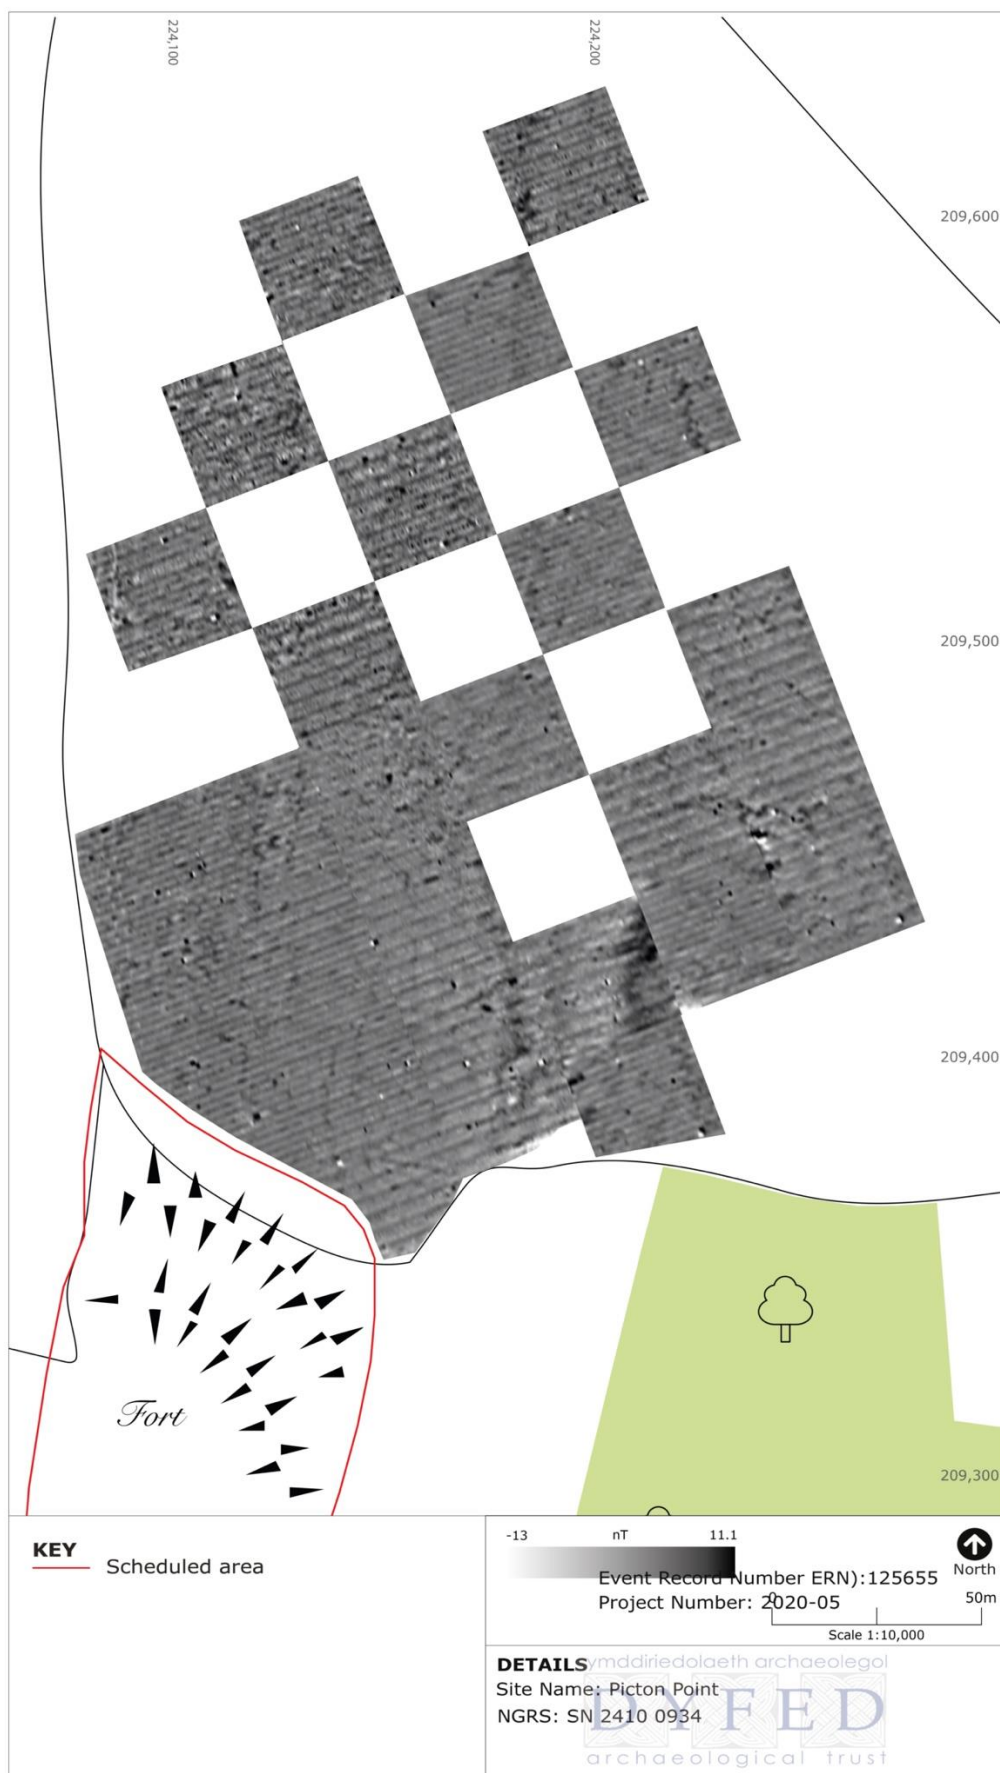 224,100
224,200
209,600
209,500
209,400
209,300
Fort
KEY
Scheduled area
-13 nT 11.1
North
Event Record Number ERN):125655
Project Number: 2020-05
0 50m
Scale 1:10,000
DETAILS
ymddiriedolaeth archaeolegol
Site Name: Picton Point
NGRS: SN 2410 0934
DYFED
archaeological trust